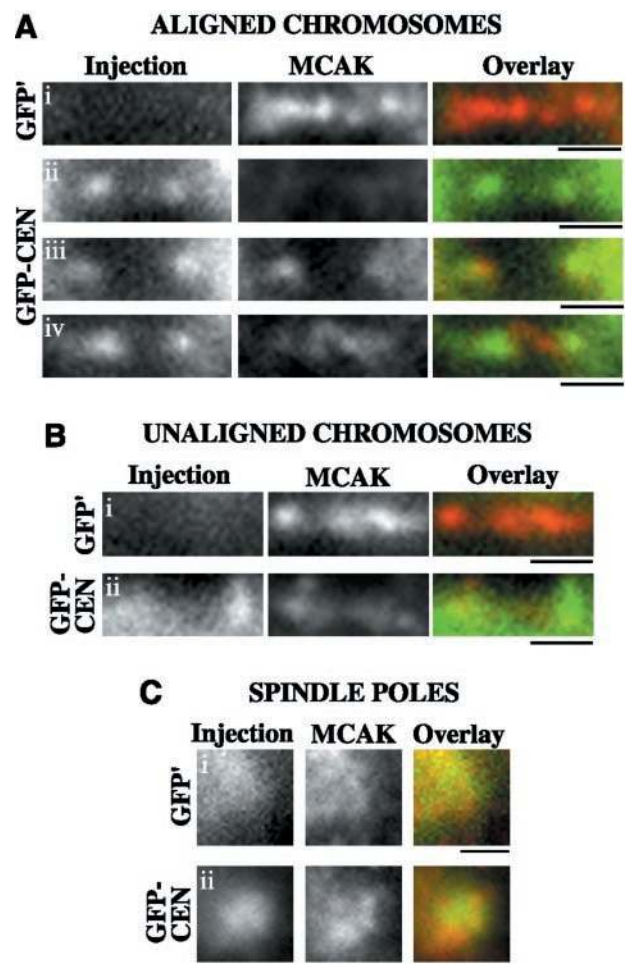 A ALIGNED CHROMOSOMES
Injection MCAK Overlay
GFP' i
GFP-CEN
ii
iii
iv
B UNALIGNED CHROMOSOMES
Injection MCAK Overlay
GFP' i
GFP-
CEN ii
C SPINDLE POLES
Injection MCAK Overlay
GFP' i
GFP-
CEN ii